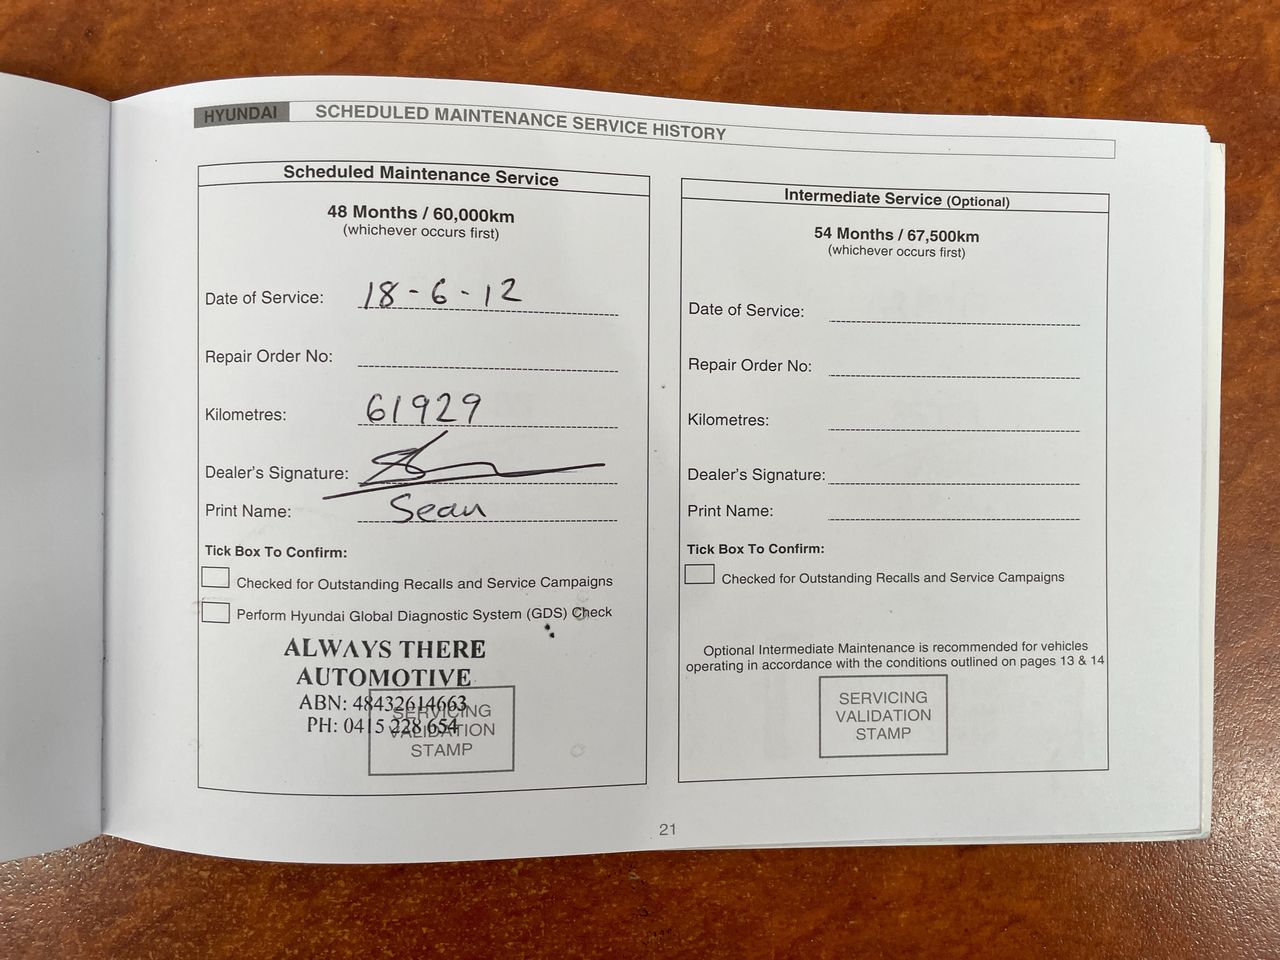 HYUNDAI SCHEDULED MAINTENANCE SERVICE HISTORY
Scheduled Maintenance Service
48 Months / 60,000km
(whichever occurs first)
Date of Service: 18-6-12
Repair Order No:
Kilometres: 61929
Dealer's Signature:
Print Name: Sean
Tick Box To Confirm:
Checked for Outstanding Recalls and Service Campaigns
Perform Hyundai Global Diagnostic System (GDS) Check
ALWAYS THERE
AUTOMOTIVE
ABN: 48432614663
PH: 0415 228 654
SERVICING
VALIDATION
STAMP
Intermediate Service (Optional)
54 Months / 67,500km
(whichever occurs first)
Date of Service:
Repair Order No:
Kilometres:
Dealer's Signature:
Print Name:
Tick Box To Confirm:
Checked for Outstanding Recalls and Service Campaigns
Optional Intermediate Maintenance is recommended for vehicles
operating in accordance with the conditions outlined on pages 13 & 14
SERVICING
VALIDATION
STAMP
21